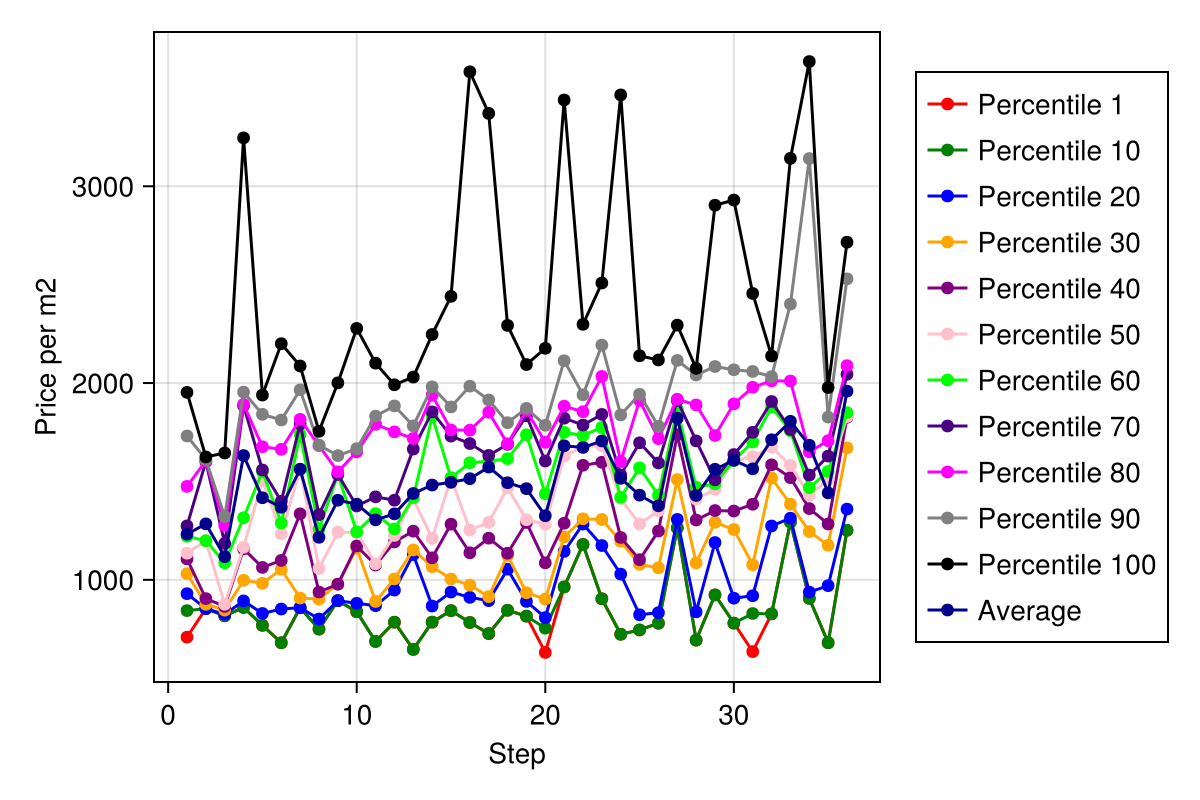 3000
2000
1000
Price per m2
0
10
20
30
Step
Percentile 1
Percentile 10
Percentile 20
Percentile 30
Percentile 40
Percentile 50
Percentile 60
Percentile 70
Percentile 80
Percentile 90
Percentile 100
Average